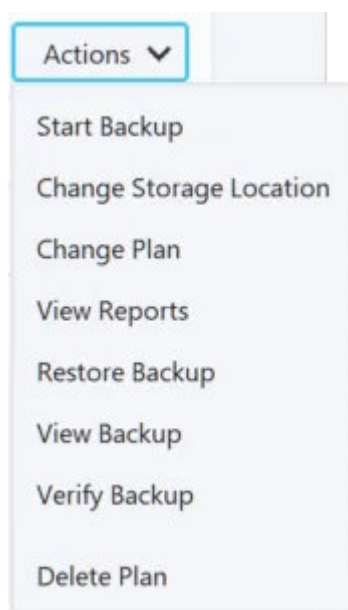 Actions
Start Backup
Change Storage Location
Change Plan
View Reports
Restore Backup
View Backup
Verify Backup
Delete Plan